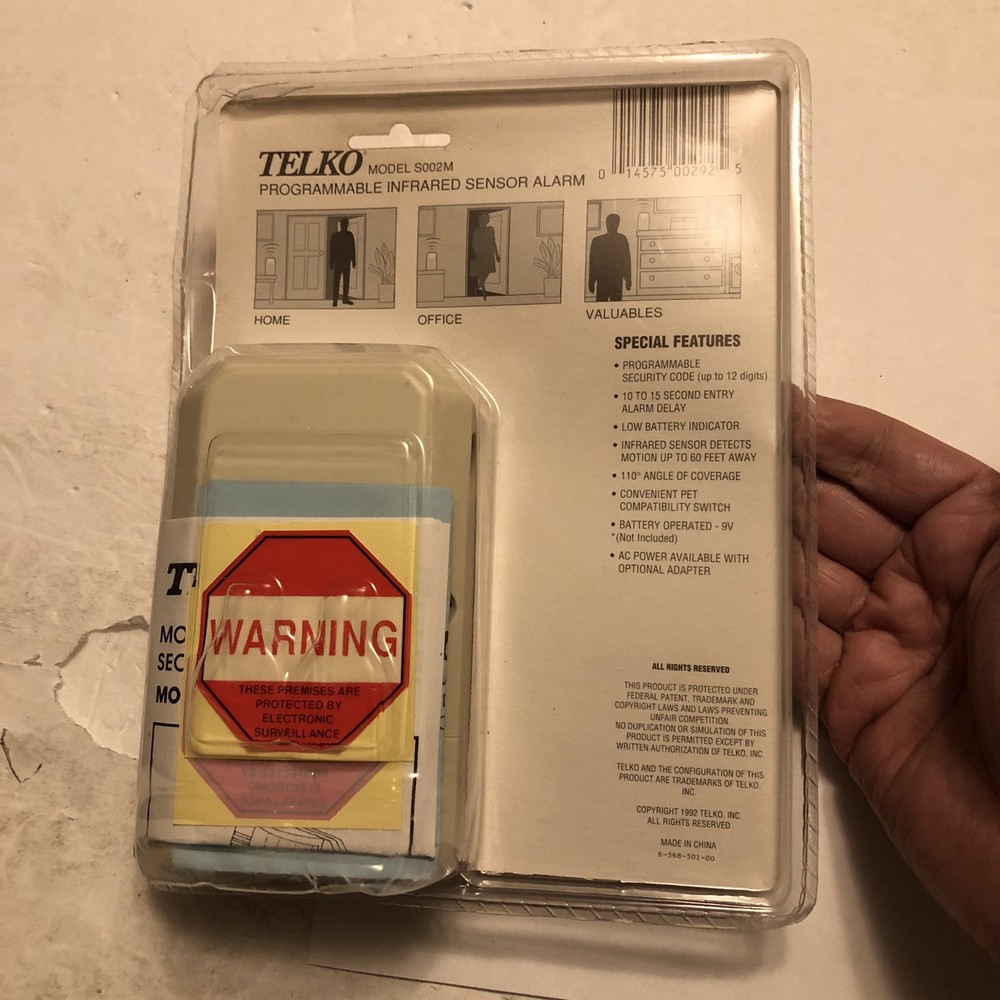 TELKO MODEL S002M
PROGRAMMABLE INFRARED SENSOR ALARM
0 14575 00292 5
HOME
OFFICE
VALUABLES
SPECIAL FEATURES
• PROGRAMMABLE
SECURITY CODE (up to 12 digits)
• 10 TO 15 SECOND ENTRY
ALARM DELAY
• LOW BATTERY INDICATOR
• INFRARED SENSOR DETECTS
MOTION UP TO 60 FEET AWAY
• 110° ANGLE OF COVERAGE
• CONVENIENT PET
COMPATIBILITY SWITCH
• BATTERY OPERATED - 9V
*(Not Included)
• AC POWER AVAILABLE WITH
OPTIONAL ADAPTER
ALL RIGHTS RESERVED
THIS PRODUCT IS PROTECTED UNDER
FEDERAL PATENT, TRADEMARK AND
COPYRIGHT LAWS AND LAWS PREVENTING
UNFAIR COMPETITION.
NO DUPLICATION OR SIMULATION OF THIS
PRODUCT IS PERMITTED EXCEPT BY
WRITTEN AUTHORIZATION OF TELKO, INC.
TELKO AND THE CONFIGURATION OF THIS
PRODUCT ARE TRADEMARKS OF TELKO,
INC.
COPYRIGHT 1992 TELKO, INC.
ALL RIGHTS RESERVED
MADE IN CHINA
6-368-501-00
WARNING
THESE PREMISES ARE
PROTECTED BY
ELECTRONIC
SURVEILLANCE
MO
SEC
MO